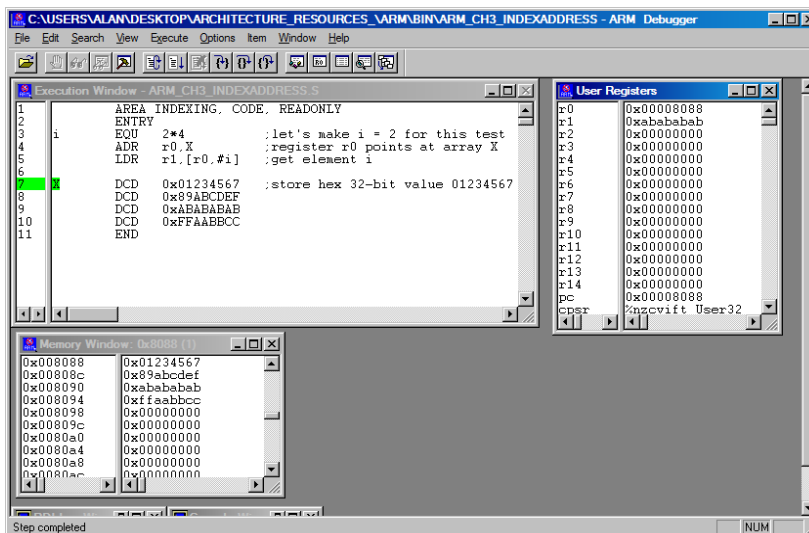 C:\USERS\ALAN\DESKTOP\ARCHITECTURE_RESOURCES_\ARM\BIN\ARM_CH3_INDEXADDRESS - ARM Debugger
File Edit Search View Execute Options Item Window Help
Execution Window - ARM_CH3_INDEXADDRESS.S
1 AREA INDEXING, CODE, READONLY
2 ENTRY
3 i EQU 2*4 ;let's make i = 2 for this test
4 ADR r0,X ;register r0 points at array X
5 LDR r1,[r0,#i] ;get element i
6
7 X DCD 0x01234567 ;store hex 32-bit value 01234567
8 DCD 0x89ABCDEF
9 DCD 0xABABABAB
10 DCD 0xFFAABBCC
11 END
User Registers
r0 0x00008088
r1 0xabababab
r2 0x00000000
r3 0x00000000
r4 0x00000000
r5 0x00000000
r6 0x00000000
r7 0x00000000
r8 0x00000000
r9 0x00000000
r10 0x00000000
r11 0x00000000
r12 0x00000000
r13 0x00000000
r14 0x00000000
pc 0x00008088
cpsr %nzcvift User32
Memory Window: 0x8088 (1)
0x008088 0x01234567
0x00808c 0x89abcdef
0x008090 0xabababab
0x008094 0xffaabbcc
0x008098 0x00000000
0x00809c 0x00000000
0x0080a0 0x00000000
0x0080a4 0x00000000
0x0080a8 0x00000000
0x0080ac 0x00000000
Step completed
NUM